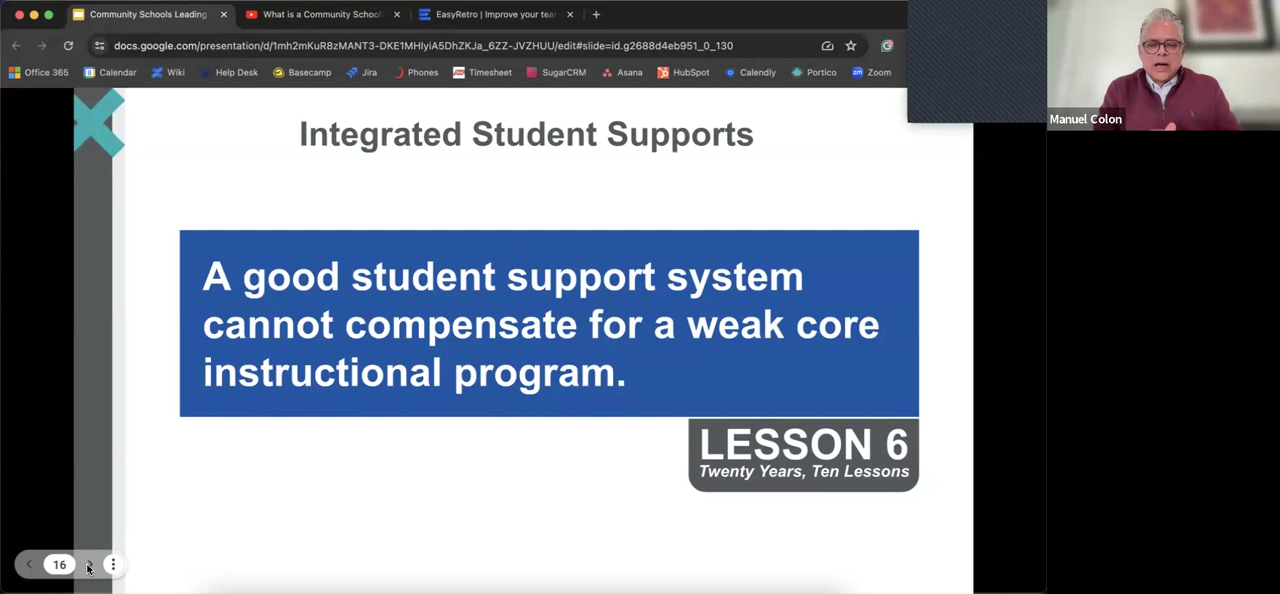 Community Schools Leading
What is a Community School
EasyRetro | Improve your tea
docs.google.com/presentation/d/1mh2mKuR8zMANT3-DKE1MHlyiA5DhZKJa_6ZZ-JVZHUU/edit#slide=id.g2688d4eb951_0_130
Office 365 Calendar Wiki Help Desk Basecamp Jira Phones Timesheet SugarCRM Asana HubSpot Calendly Portico Zoom
Manuel Colon
Integrated Student Supports
A good student support system
cannot compensate for a weak core
instructional program.
LESSON 6
Twenty Years, Ten Lessons
16